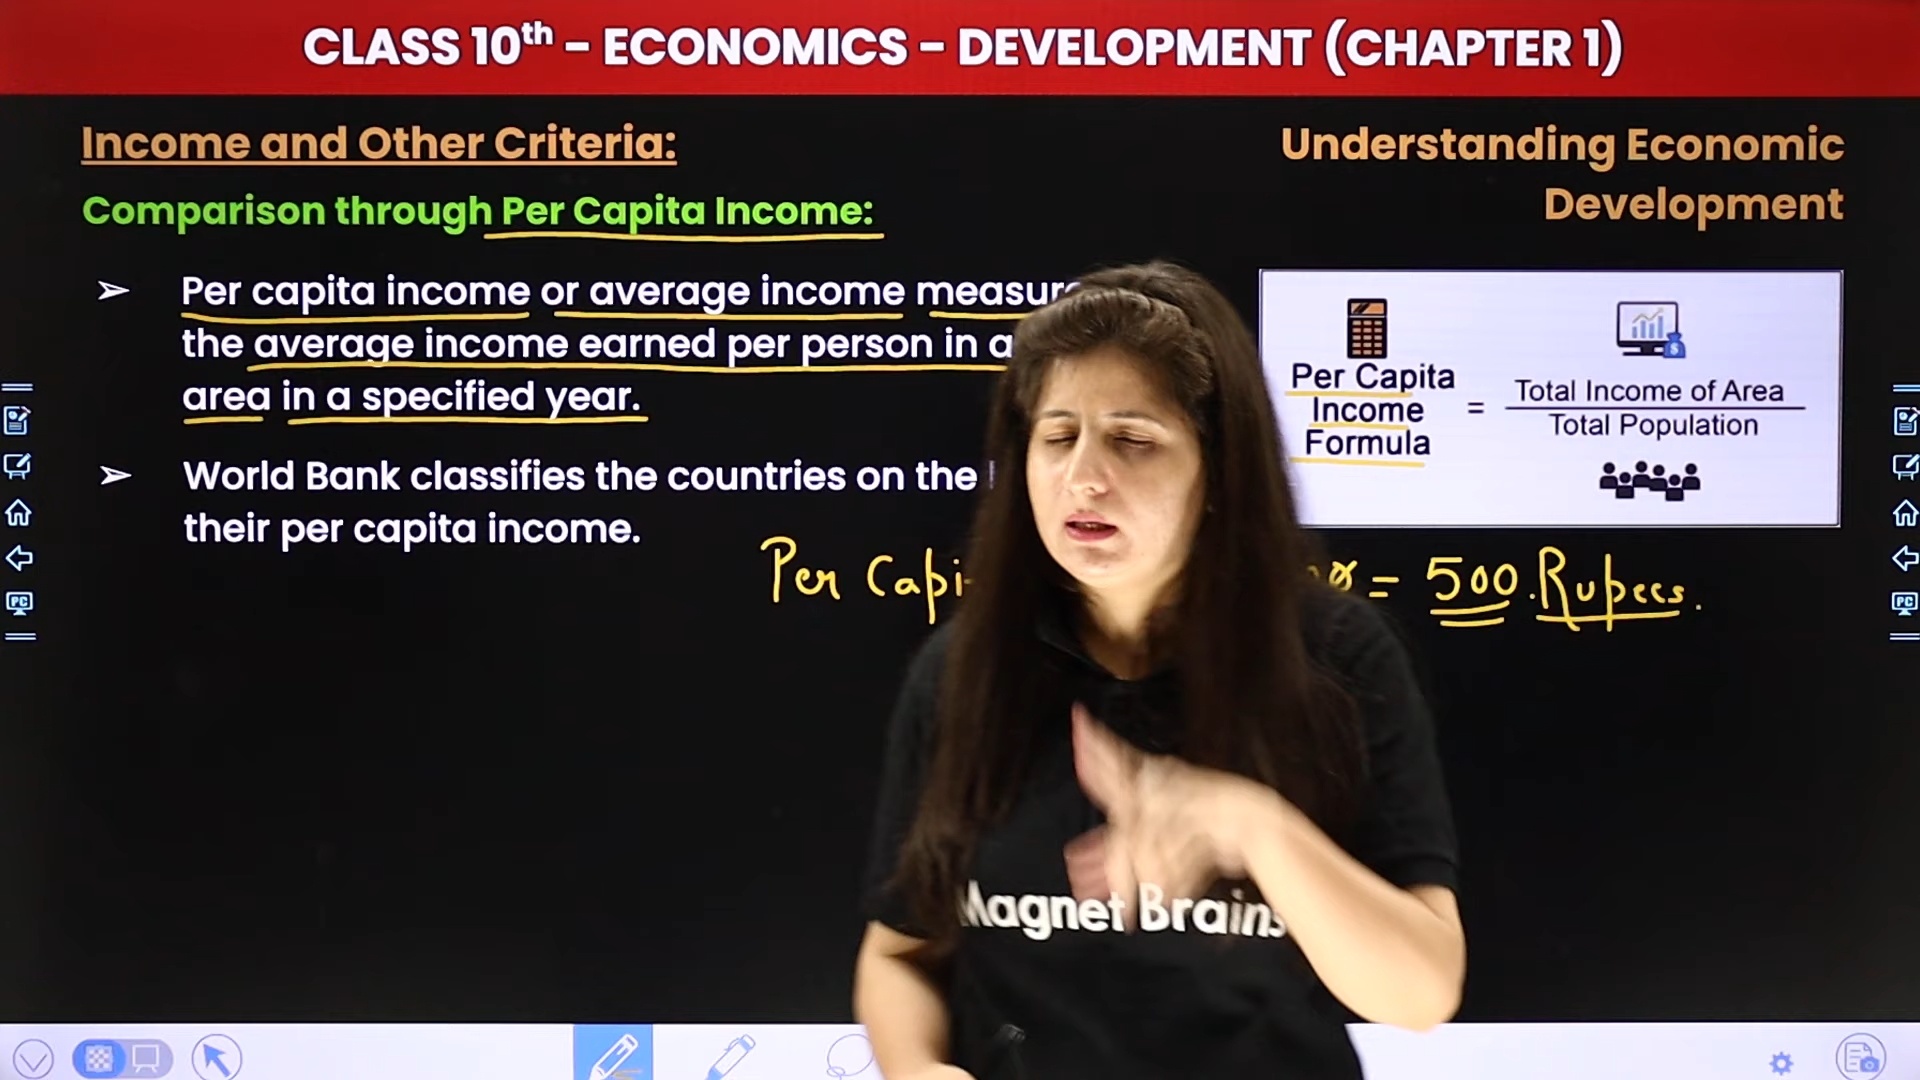 CLASS 10th – ECONOMICS – DEVELOPMENT (CHAPTER 1)
Income and Other Criteria:
Understanding Economic
Development
Comparison through Per Capita Income:
➢ Per capita income or average income
the average income earned per person in a
area in a specified year.
➢ World Bank classifies the countries on the
their per capita income.
Per Capita
Income
Formula
=
Total Income of Area
Total Population
Per = 500 Rupees.
Magnet Brains
PC
PC